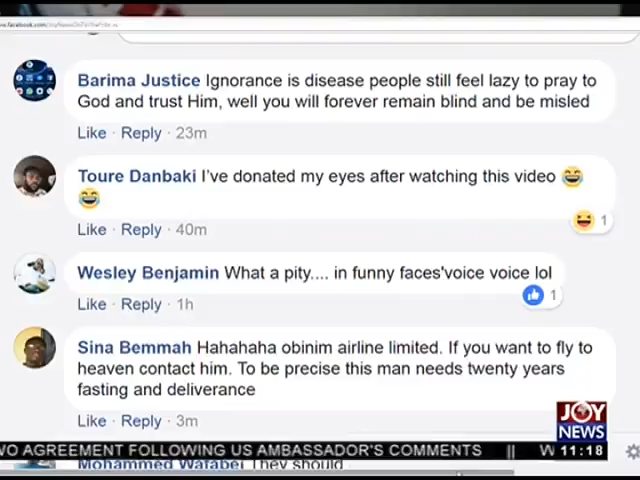 Barima Justice Ignorance is disease people still feel lazy to pray to
God and trust Him, well you will forever remain blind and be misled
Like · Reply · 23m
Toure Danbaki I've donated my eyes after watching this video 😂
😂
😆 1
Like · Reply · 40m
Wesley Benjamin What a pity.... in funny faces'voice voice lol
👍 1
Like · Reply · 1h
Sina Bemmah Hahahaha obinim airline limited. If you want to fly to
heaven contact him. To be precise this man needs twenty years
fasting and deliverance
Like · Reply · 3m
JOY
NEWS
WO AGREEMENT FOLLOWING US AMBASSADOR'S COMMENTS || W
11:18
Mohammed Wafabei They should